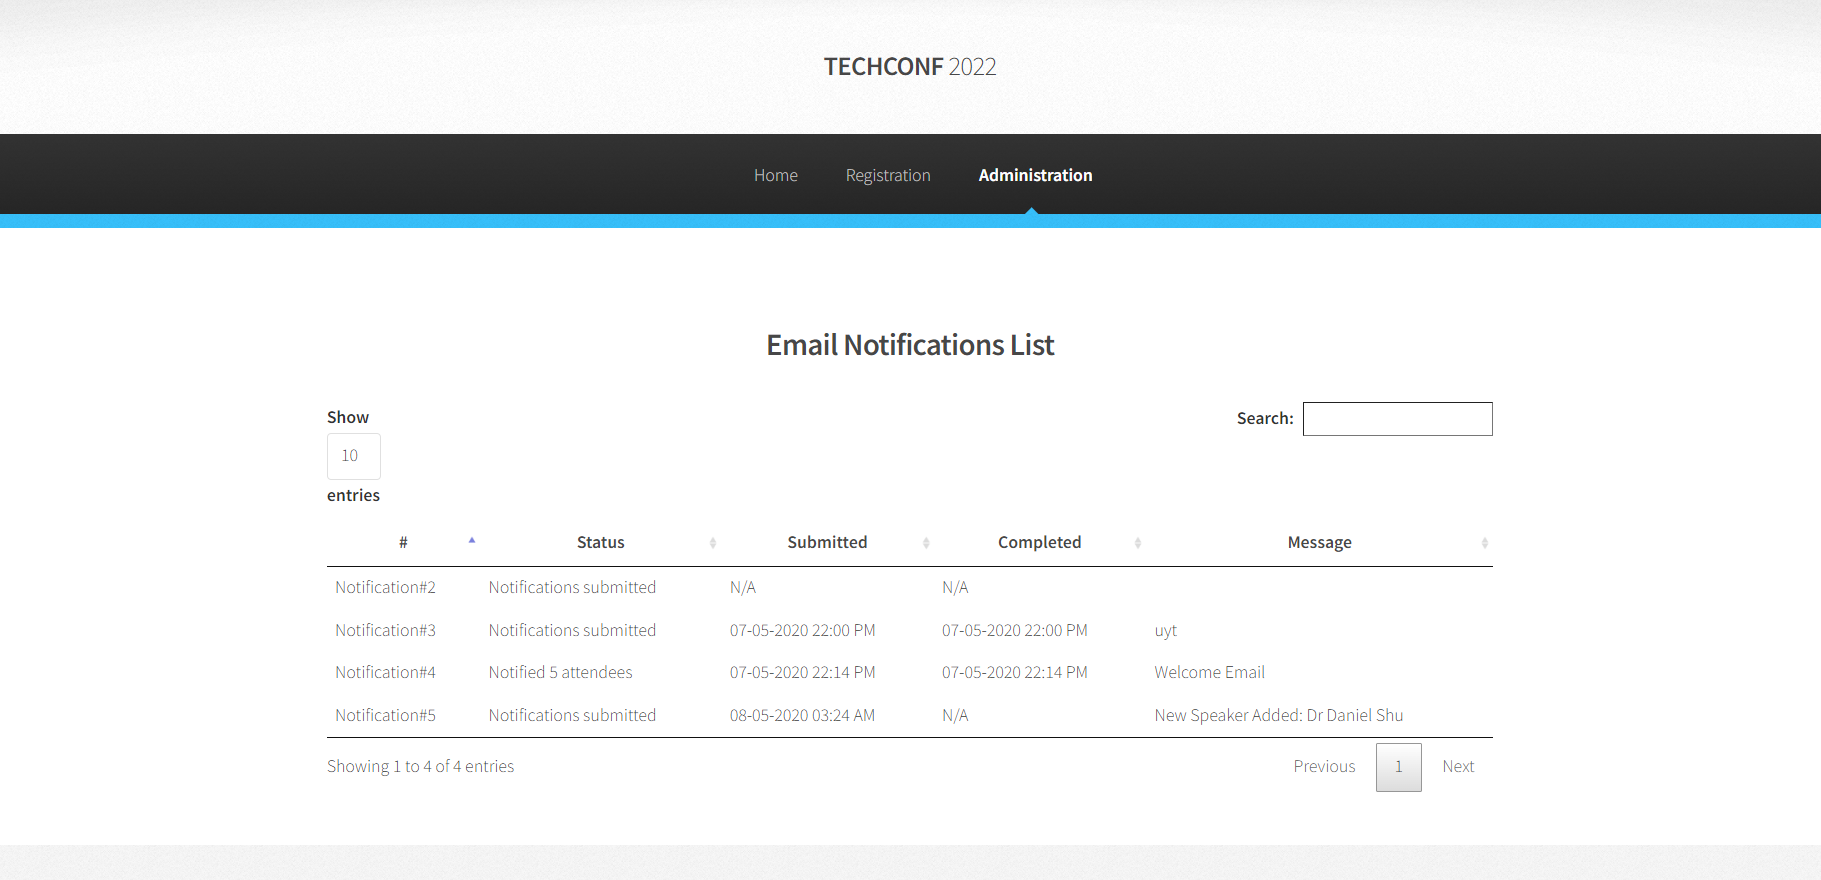 TECHCONF 2022
Home Registration Administration
Email Notifications List
Show
10
entries
Search:
# Status Submitted Completed Message
Notification#2 Notifications submitted N/A N/A
Notification#3 Notifications submitted 07-05-2020 22:00 PM 07-05-2020 22:00 PM uyt
Notification#4 Notified 5 attendees 07-05-2020 22:14 PM 07-05-2020 22:14 PM Welcome Email
Notification#5 Notifications submitted 08-05-2020 03:24 AM N/A New Speaker Added: Dr Daniel Shu
Showing 1 to 4 of 4 entries Previous 1 Next